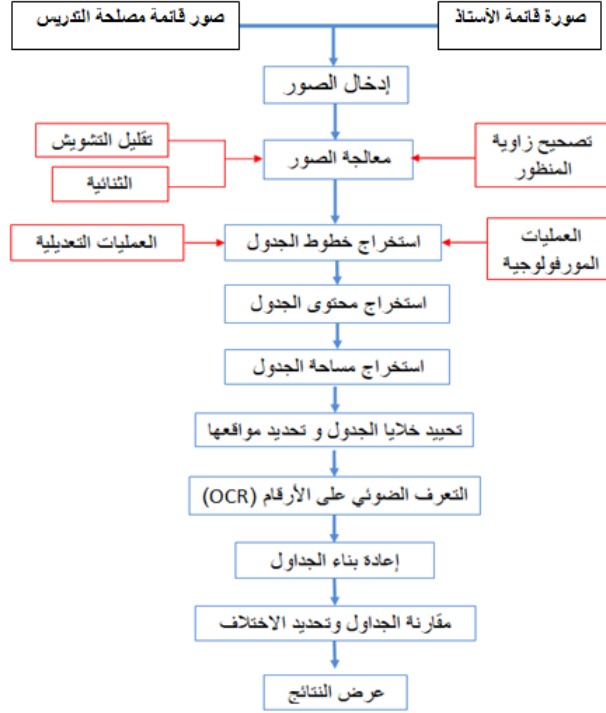 صورة قائمة الأستاذ
صور قائمة مصلحة التدريس
إدخال الصور
تصحيح زاوية
المنظور
معالجة الصور
تقليل التشويش
الثنائية
العمليات
المورفولوجية
استخراج خطوط الجدول
العمليات التعديلية
استخراج محتوى الجدول
استخراج مساحة الجدول
تحييد خلايا الجدول و تحديد مواقعها
التعرف الضوئي على الأرقام (OCR)
إعادة بناء الجداول
مقارنة الجداول وتحديد الاختلاف
عرض النتائج